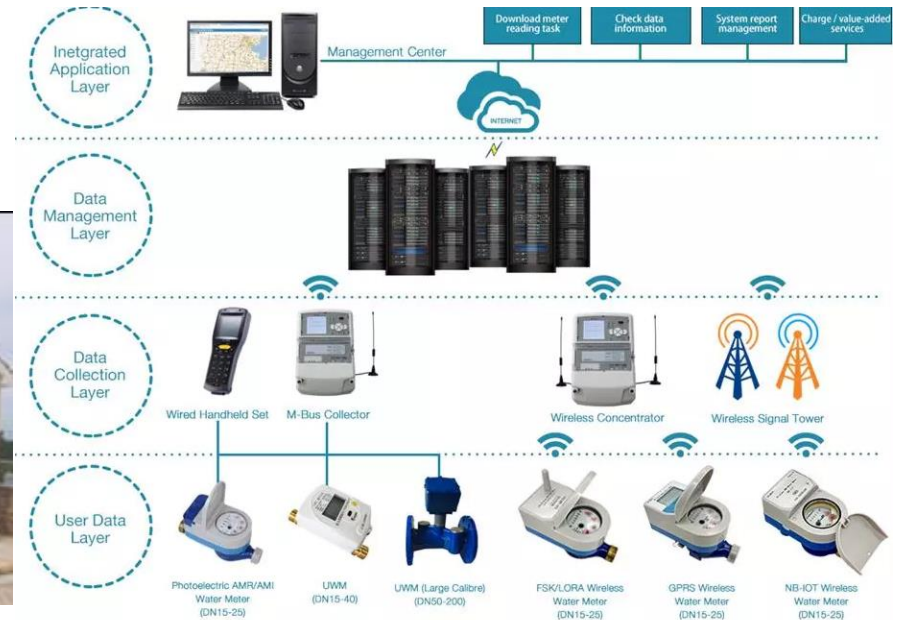 Inetgrated
Application
Layer
Management Center
Download meter
reading task
Check data
information
System report
management
Charge / value-added
services
INTERNET
Data
Management
Layer
Data
Collection
Layer
Wired Handheld Set
M-Bus Collector
Wireless Concentrator
Wireless Signal Tower
User Data
Layer
Photoelectric AMR/AMI
Water Meter
(DN15-25)
UWM
(DN15-40)
UWM (Large Calibre)
(DN50-200)
FSK/LORA Wireless
Water Meter
(DN15-25)
GPRS Wireless
Water Meter
(DN15-25)
NB-IOT Wireless
Water Meter
(DN15-25)